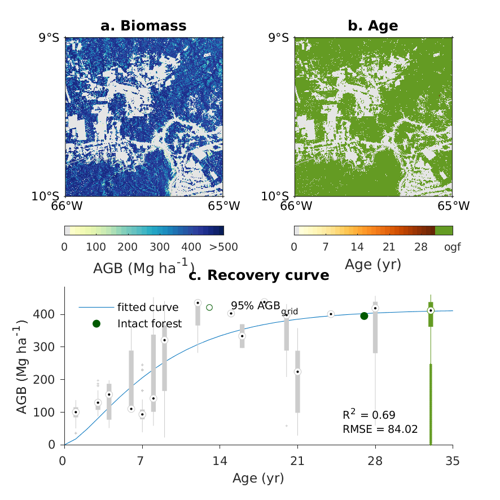 a. Biomass
b. Age
9°S
9°S
10°S
10°S
66°W 65°W
66°W 65°W
0 100 200 300 400 >500
0 7 14 21 28 ogf
AGB (Mg ha-1)
Age (yr)
c. Recovery curve
fitted curve
95% AGBgrid
Intact forest
AGB (Mg ha-1)
400
300
200
100
0
R2 = 0.69
RMSE = 84.02
0 7 14 21 28 35
Age (yr)